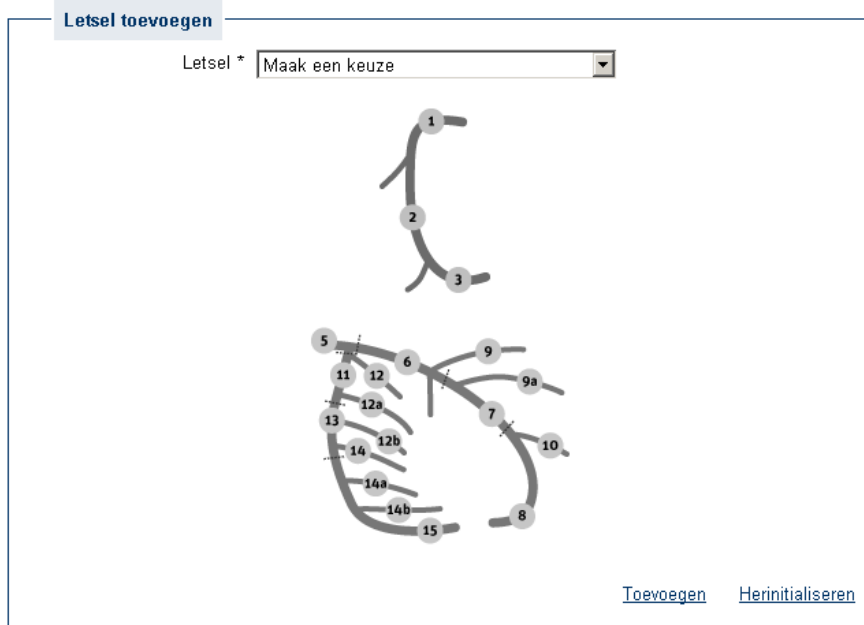 Letsel toevoegen
Letsel * Maak een keuze
1
2
3
5
6
9
11
12
9a
12a
7
13
12b
10
14
14a
14b
8
15
Toevoegen Herinitialiseren